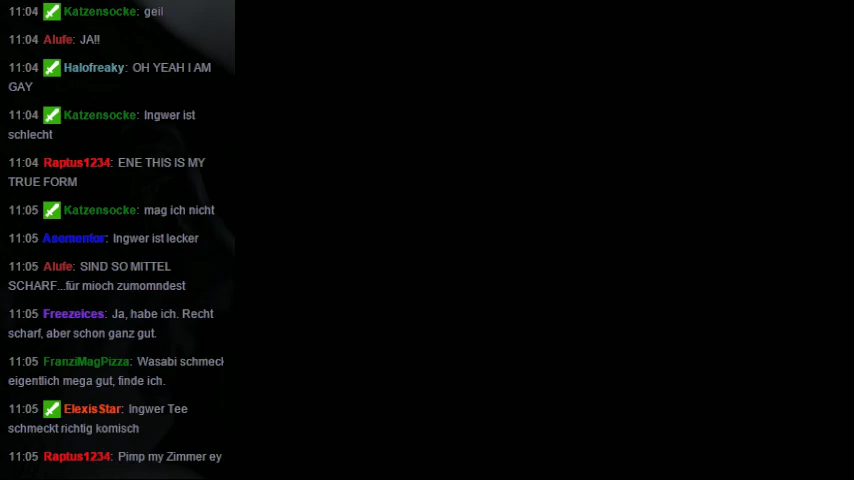 11:04 Katzensocke: geil
11:04 Alufe: JA!!
11:04 Halofreaky: OH YEAH I AM
GAY
11:04 Katzensocke: Ingwer ist
schlecht
11:04 Raptus1234: ENE THIS IS MY
TRUE FORM
11:05 Katzensocke: mag ich nicht
11:05 Asomentor: Ingwer ist lecker
11:05 Alufe: SIND SO MITTEL
SCHARF...für mioch zumomndest
11:05 Freezeices: Ja, habe ich. Recht
scharf, aber schon ganz gut.
11:05 FranziMagPizza: Wasabi schmeck
eigentlich mega gut, finde ich.
11:05 ElexisStar: Ingwer Tee
schmeckt richtig komisch
11:05 Raptus1234: Pimp my Zimmer ey